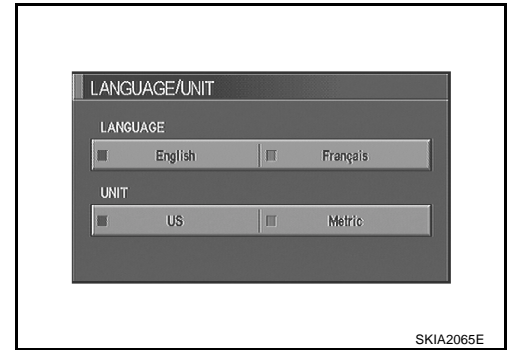 LANGUAGE/UNIT
LANGUAGE
English Français
UNIT
US Metric
SKIA2065E